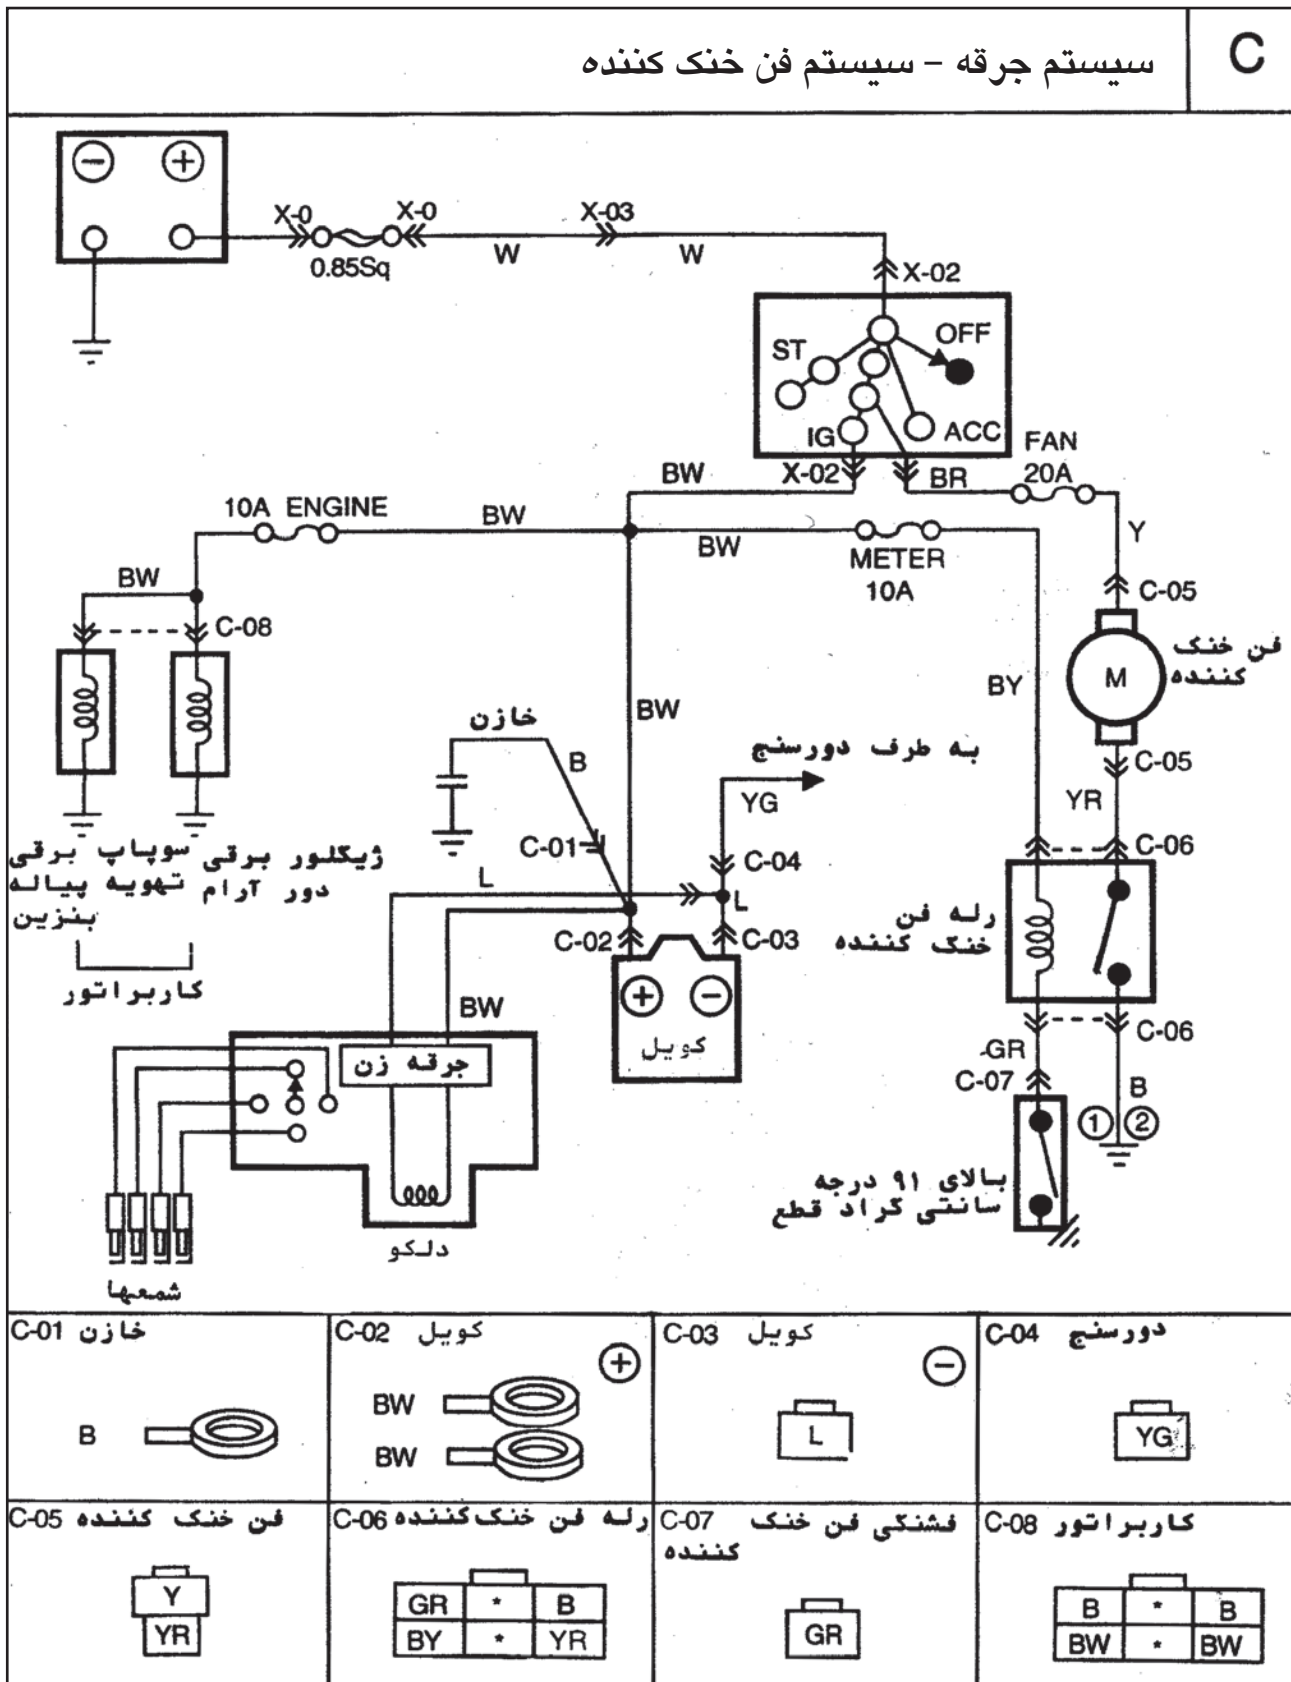 C
سیستم جرقه - سیستم فن خنک کننده
X-0
X-0
X-03
0.85Sq
W
W
X-02
ST
OFF
IG
ACC
X-02
BR
FAN
20A
BW
10A ENGINE
BW
BW
METER
10A
Y
C-05
BW
C-08
فن خنک
کننده
M
BY
BW
خازن
B
به طرف دورسنج
YG
C-05
YR
C-01
C-04
C-06
L
L
ژیگلور برقی
دور آرام
سوپاپ برقی
تهویه پیاله
بنزین
کاربراتور
C-02
C-03
رله فن
خنک کننده
BW
کویل
جرقه زن
C-06
GR
C-07
B
1
2
بالای ۹۱ درجه
سانتی گراد قطع
دلکو
شمعها
C-01 خازن
B
C-02 کویل
BW
BW
C-03 کویل
L
C-04 دورسنج
YG
C-05 فن خنک کننده
Y
YR
C-06 رله فن خنک کننده
GR * B
BY * YR
C-07 فشنگی فن خنک
کننده
GR
C-08 کاربراتور
B * B
BW * BW